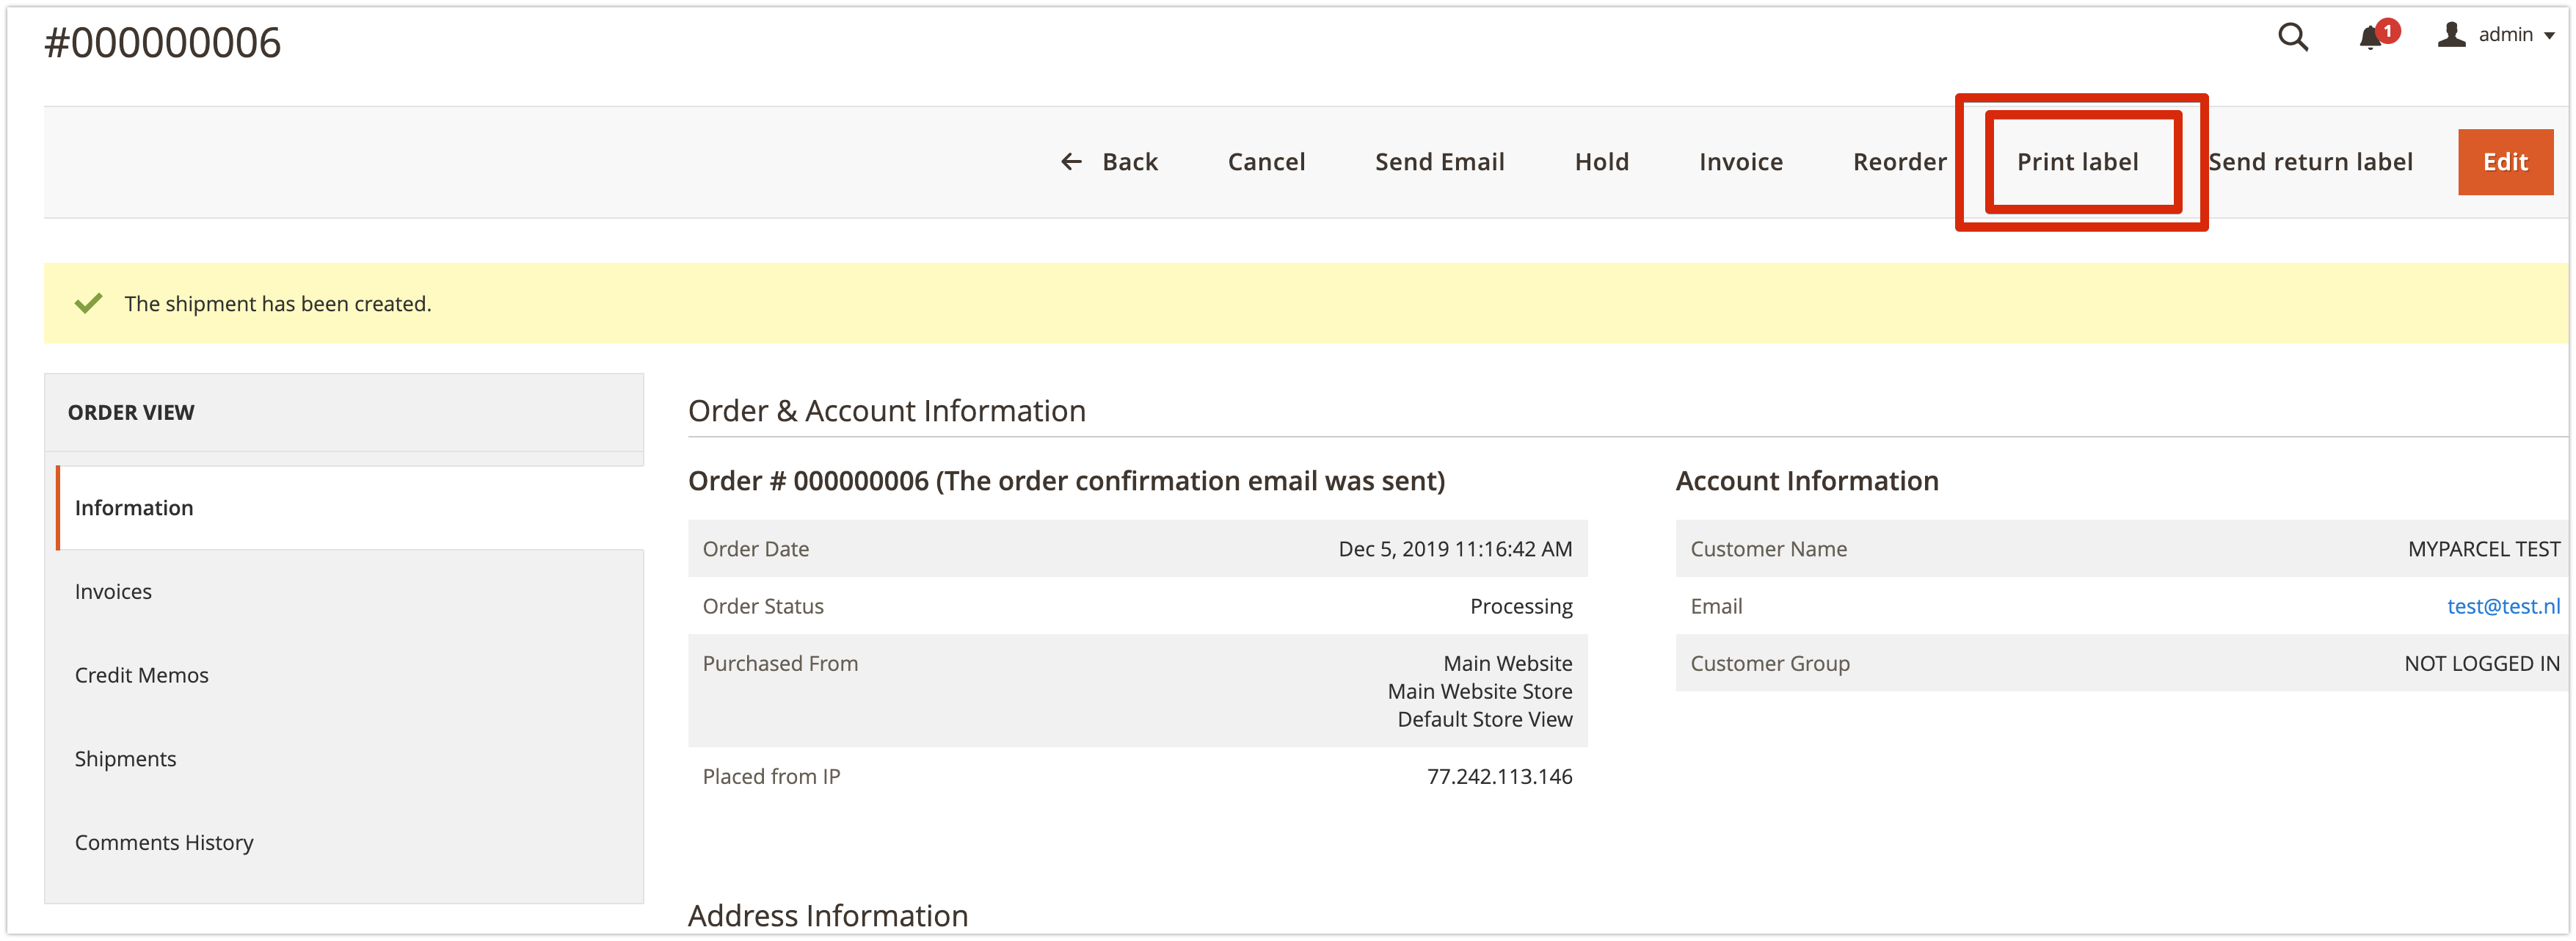 #000000006
1
admin
Back Cancel Send Email Hold Invoice Reorder Print label Send return label Edit
The shipment has been created.
ORDER VIEW
Information
Invoices
Credit Memos
Shipments
Comments History
Order & Account Information
Order # 000000006 (The order confirmation email was sent)
Order Date Dec 5, 2019 11:16:42 AM
Order Status Processing
Purchased From Main Website
Main Website Store
Default Store View
Placed from IP 77.242.113.146
Account Information
Customer Name MYPARCEL TEST
Email test@test.nl
Customer Group NOT LOGGED IN
Address Information